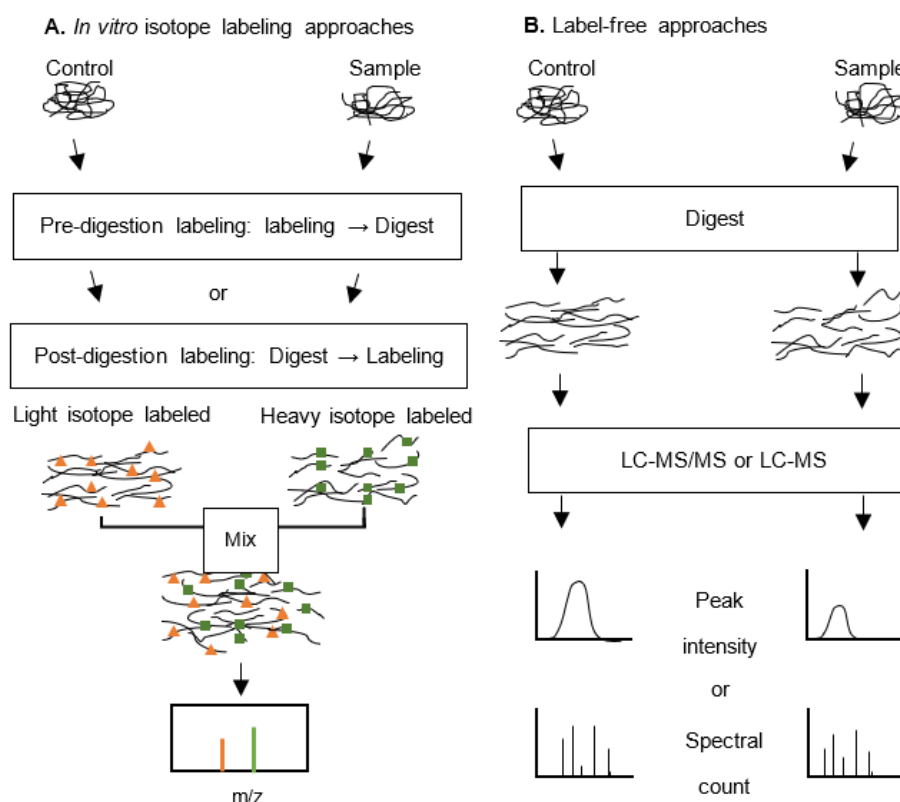 A. In vitro isotope labeling approaches
Control
Sample
Pre-digestion labeling: labeling → Digest
or
Post-digestion labeling: Digest → Labeling
Light isotope labeled
Heavy isotope labeled
Mix
m/z
B. Label-free approaches
Control
Sample
Digest
LC-MS/MS or LC-MS
Peak
intensity
or
Spectral
count